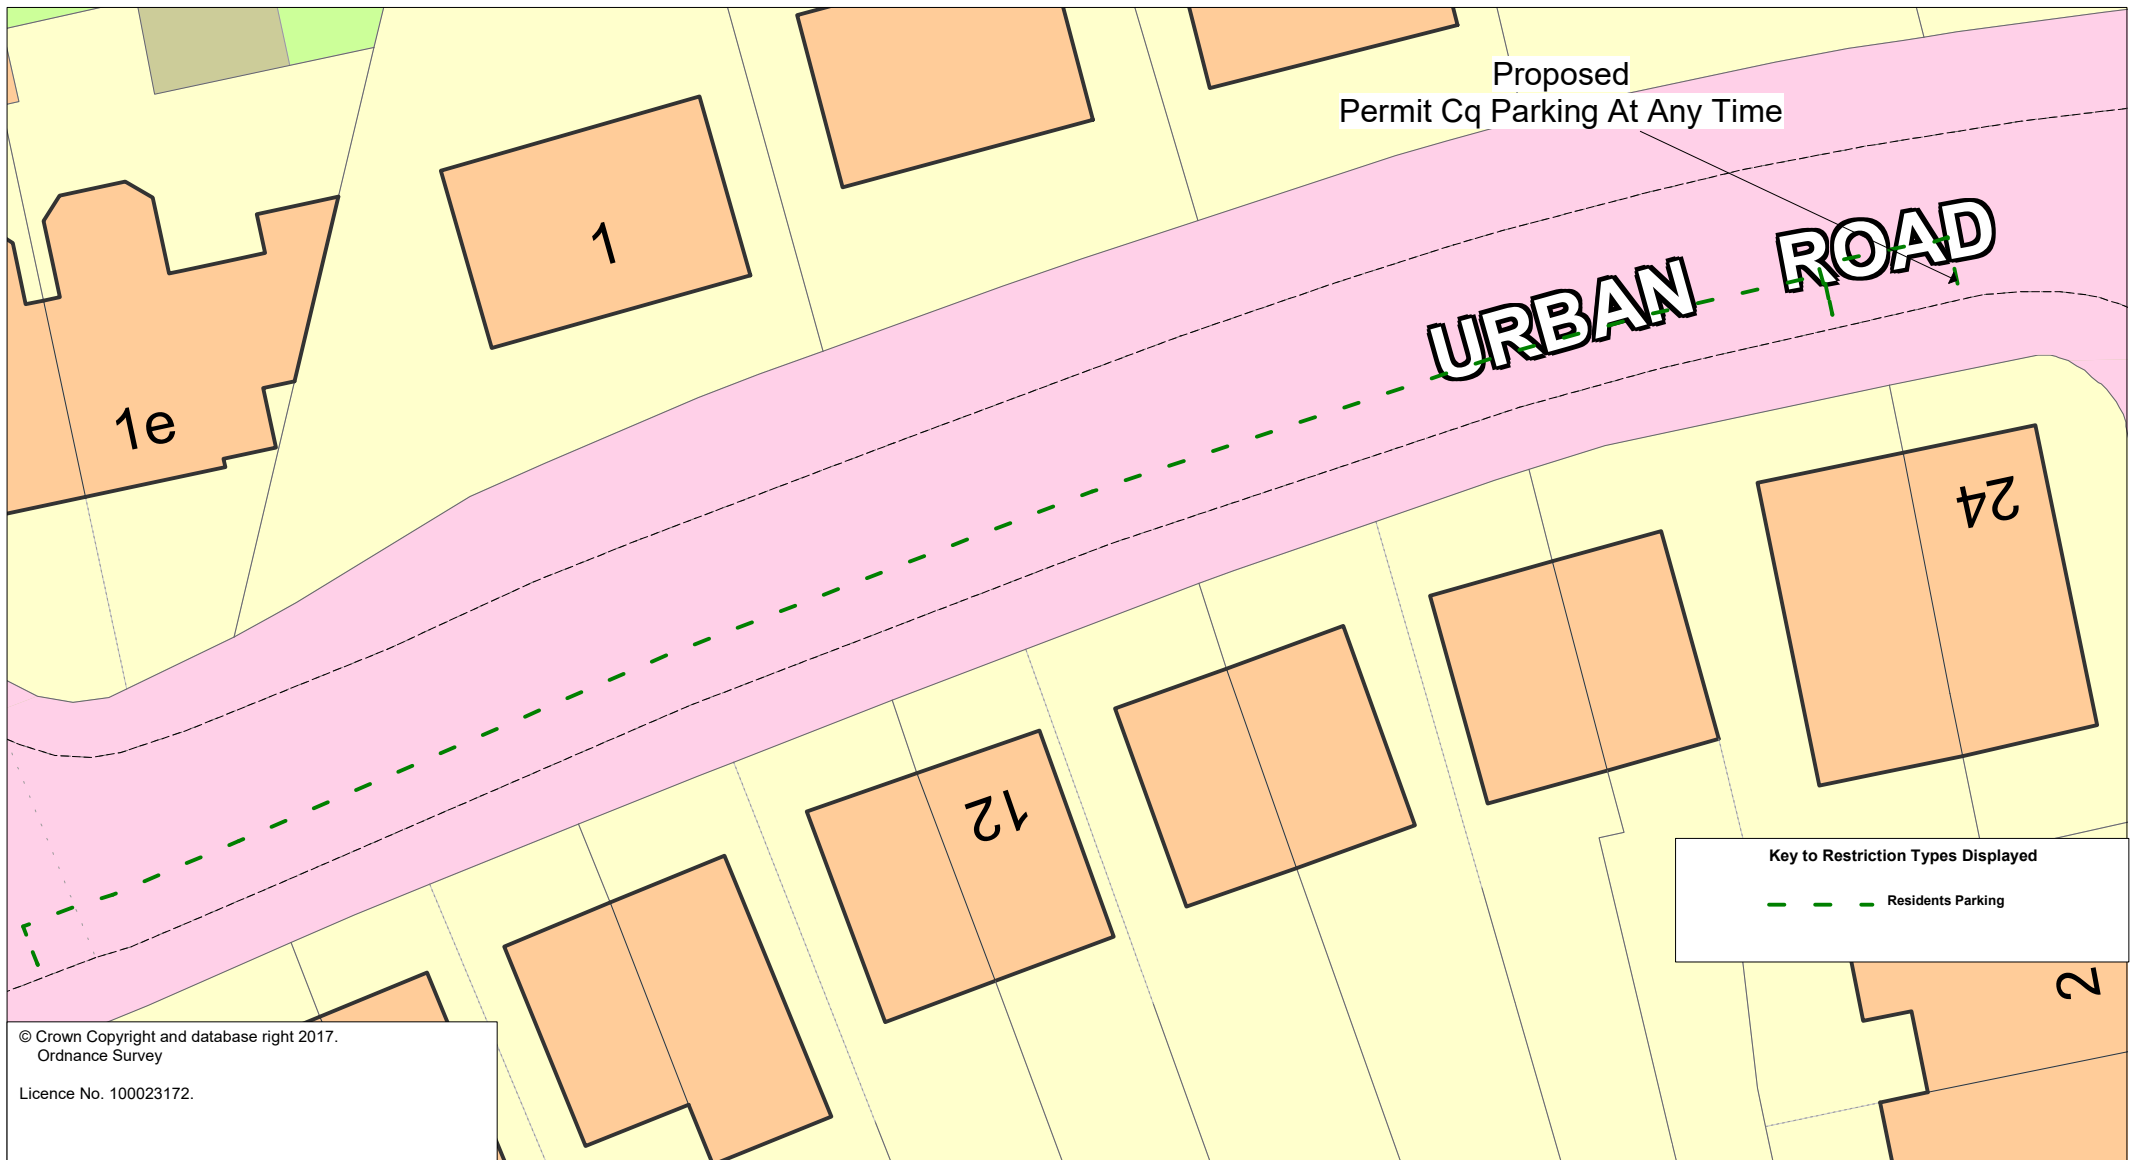 Proposed
Permit Cq Parking At Any Time
URBAN ROAD
1
1e
24
12
Key to Restriction Types Displayed
Residents Parking
2
© Crown Copyright and database right 2017.
Ordnance Survey
Licence No. 100023172.